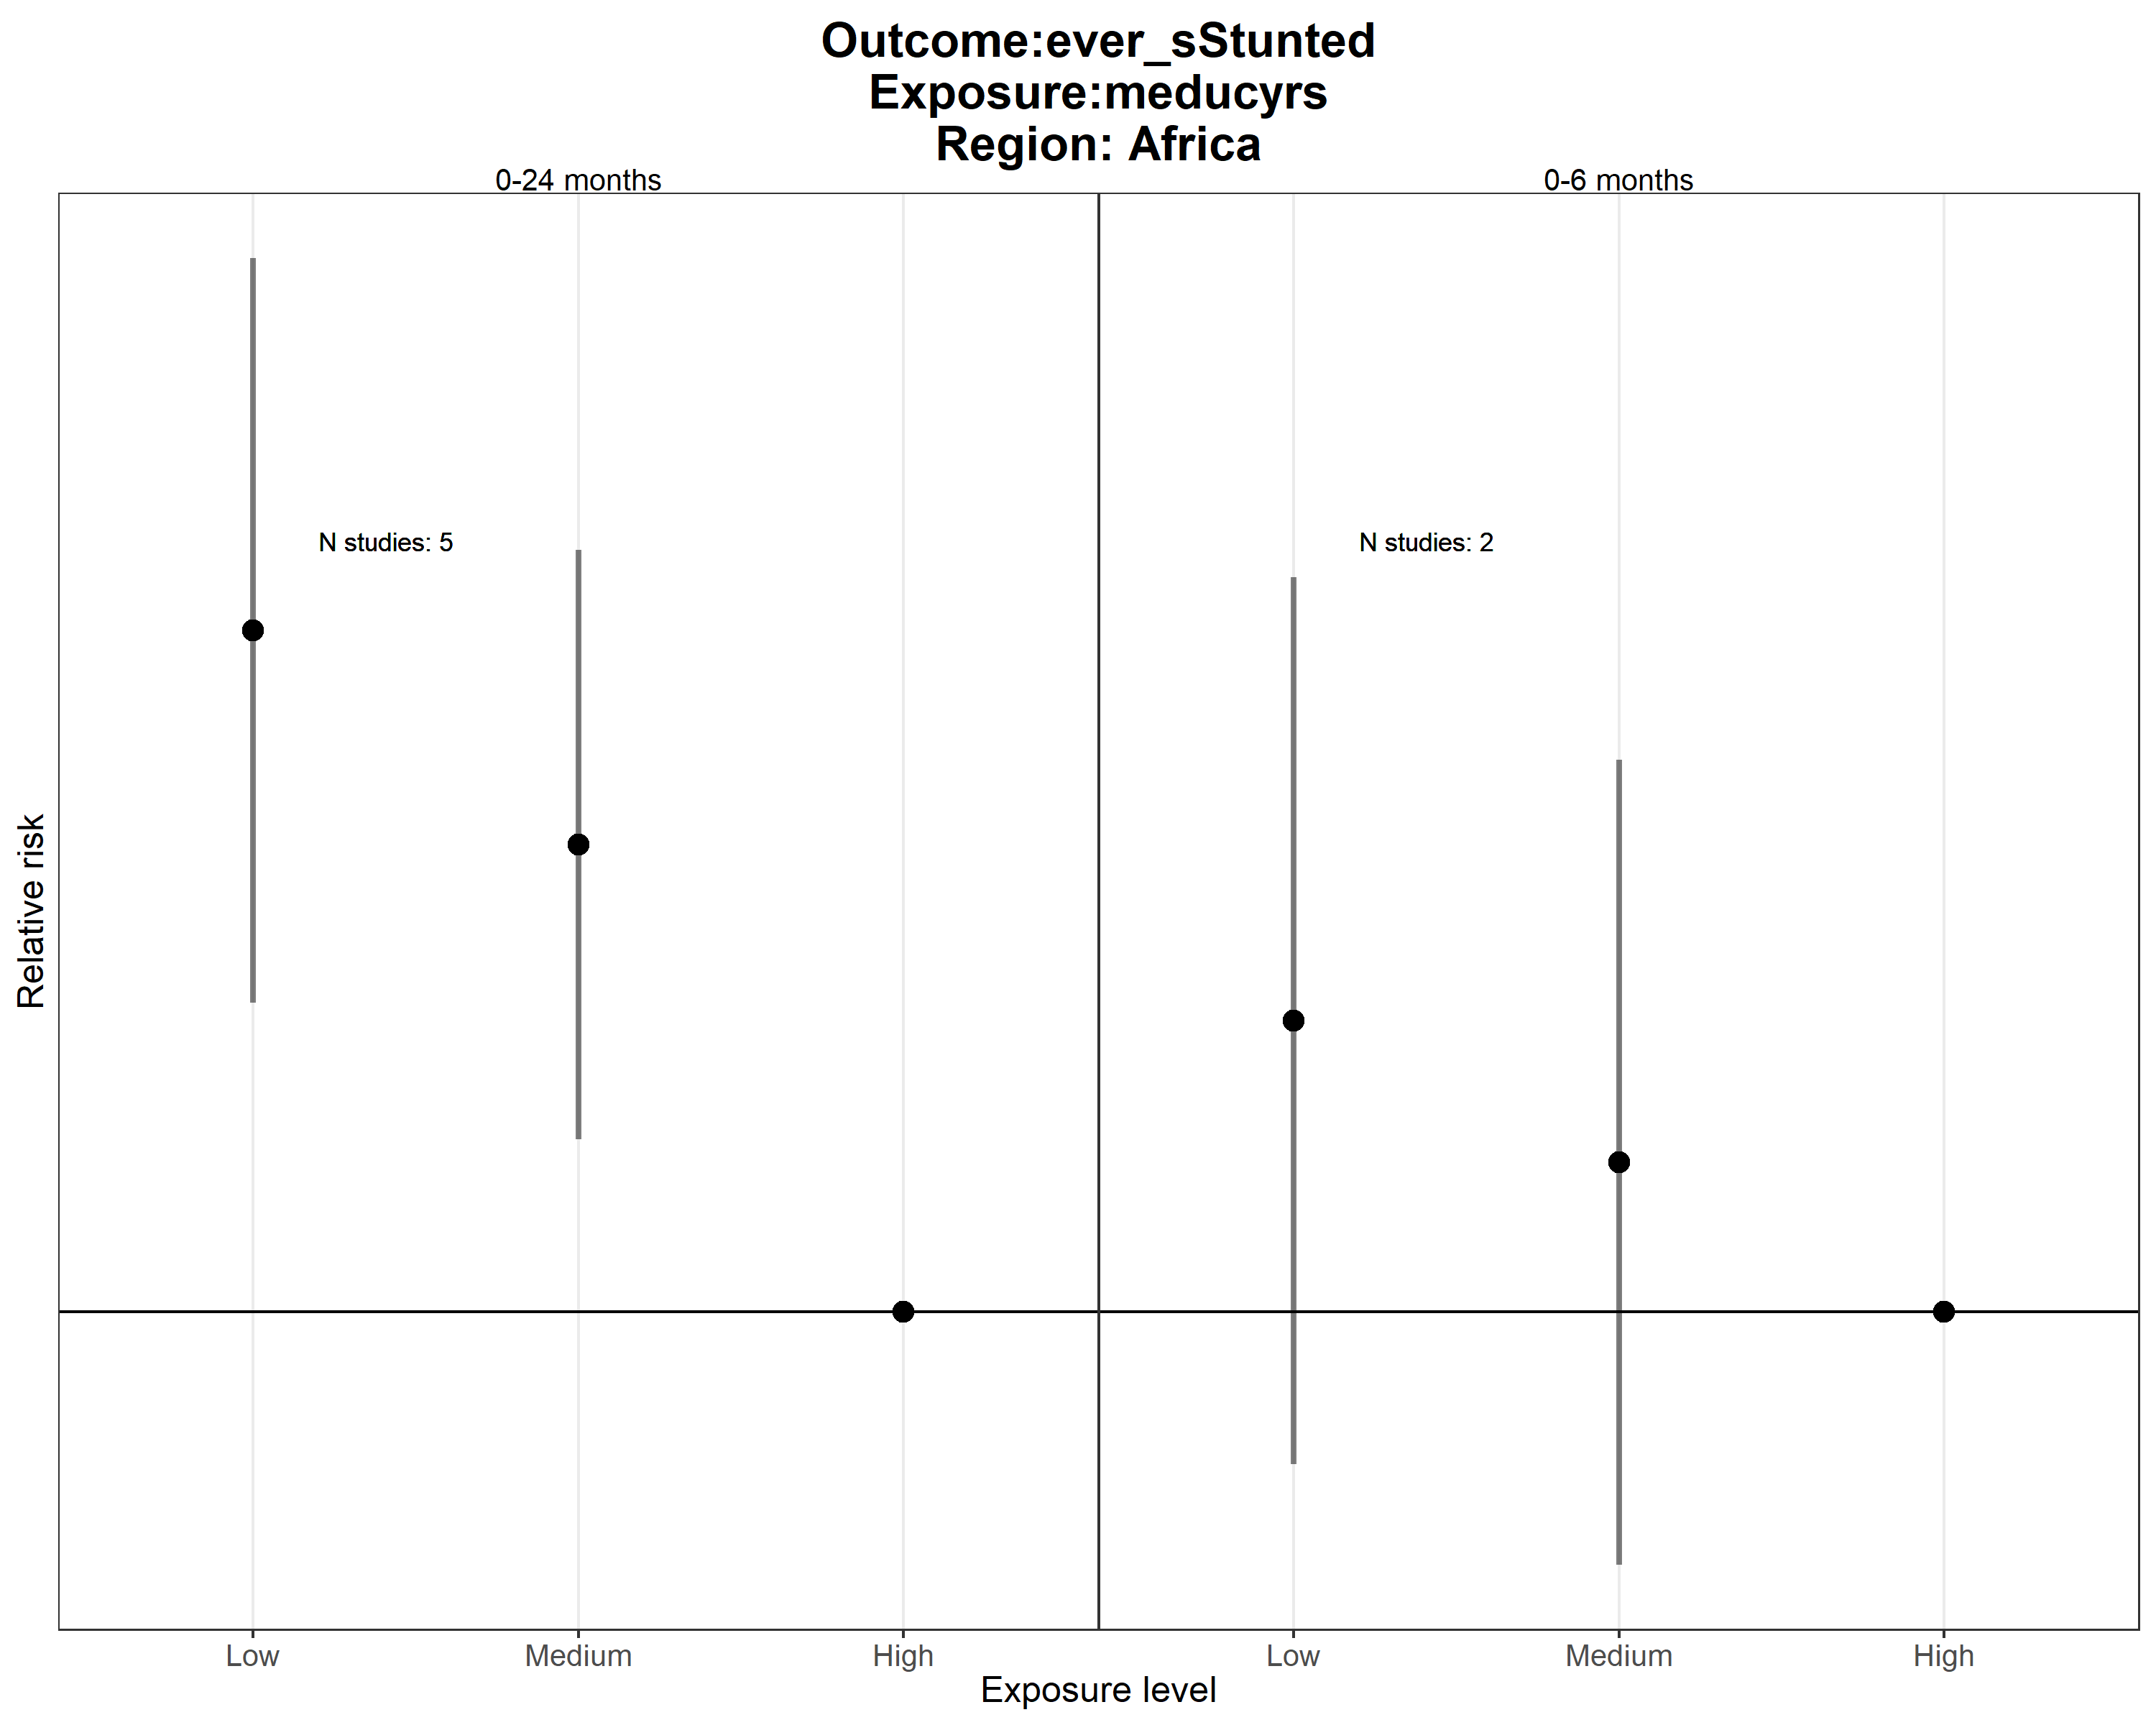 Outcome:ever_sStunted
Exposure:meducyrs
Region: Africa
0-24 months
0-6 months
N studies: 5
N studies: 2
Relative risk
Low
Medium
High
Low
Medium
High
Exposure level